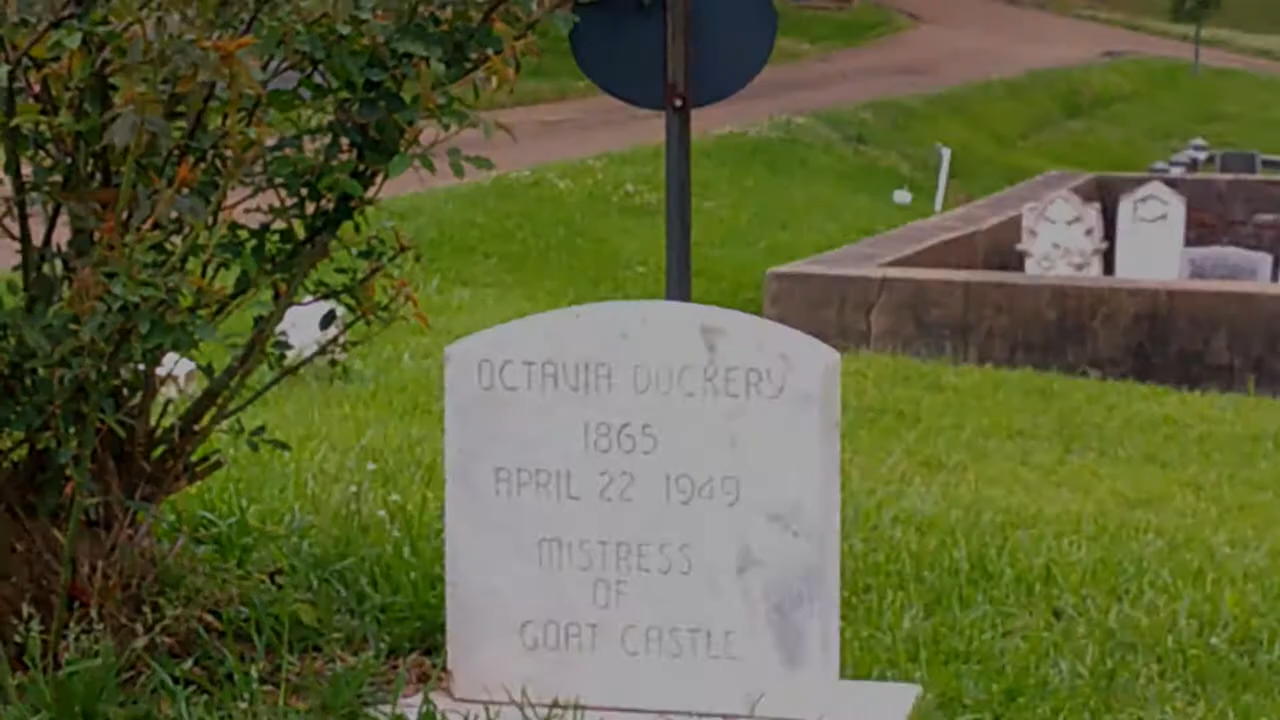 OCTAVIA DOCKERY
1865
APRIL 22 1949
MISTRESS
OF
GOAT CASTLE